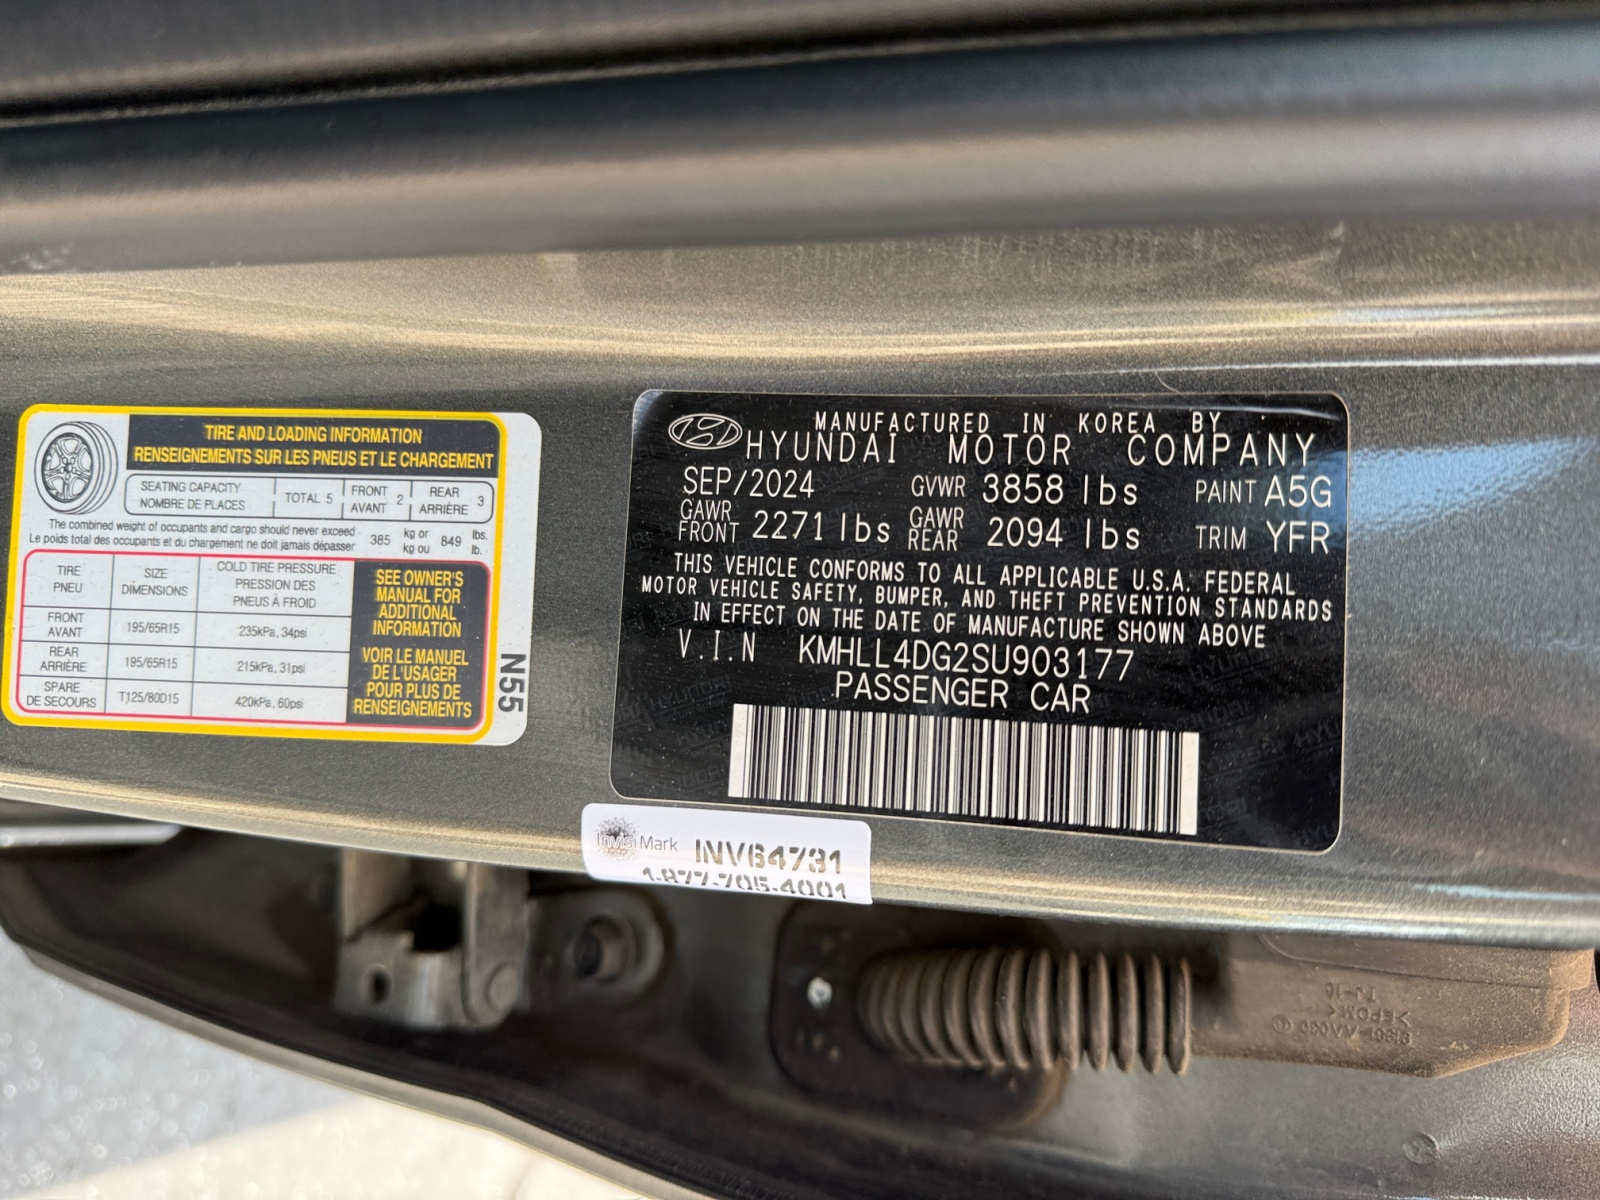 TIRE AND LOADING INFORMATION
RENSEIGNEMENTS SUR LES PNEUS ET LE CHARGEMENT
SEATING CAPACITY
NOMBRE DE PLACES
TOTAL 5
FRONT
AVANT 2
REAR
ARRIÈRE 3
The combined weight of occupants and cargo should never exceed
Le poids total des occupants et du chargement ne doit jamais dépasser
385
kg or
kg ou
849
lbs.
lb.
TIRE
PNEU
SIZE
DIMENSIONS
COLD TIRE PRESSURE
PRESSION DES
PNEUS À FROID
FRONT
AVANT
195/65R15
235kPa, 34psi
REAR
ARRIÈRE
195/65R15
215kPa, 31psi
SPARE
DE SECOURS
T125/80D15
420kPa, 60psi
SEE OWNER'S
MANUAL FOR
ADDITIONAL
INFORMATION
VOIR LE MANUEL
DE L'USAGER
POUR PLUS DE
RENSEIGNEMENTS
N55
MANUFACTURED IN KOREA BY
HYUNDAI MOTOR COMPANY
SEP/2024 GVWR 3858 lbs PAINT A5G
GAWR FRONT 2271 lbs GAWR REAR 2094 lbs TRIM YFR
THIS VEHICLE CONFORMS TO ALL APPLICABLE U.S.A. FEDERAL
MOTOR VEHICLE SAFETY, BUMPER, AND THEFT PREVENTION STANDARDS
IN EFFECT ON THE DATE OF MANUFACTURE SHOWN ABOVE
V.I.N KMHLL4DG2SU903177
PASSENGER CAR
InVisiMark INV64731
1-877-705-4001
>EPDM<